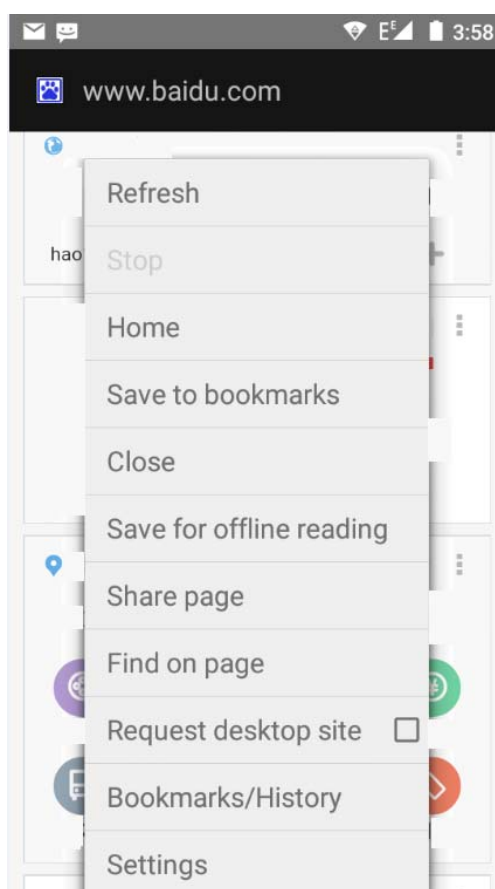 E E 3:58
www.baidu.com
Refresh
hao
Stop
Home
Save to bookmarks
Close
Save for offline reading
Share page
Find on page
Request desktop site
Bookmarks/History
Settings